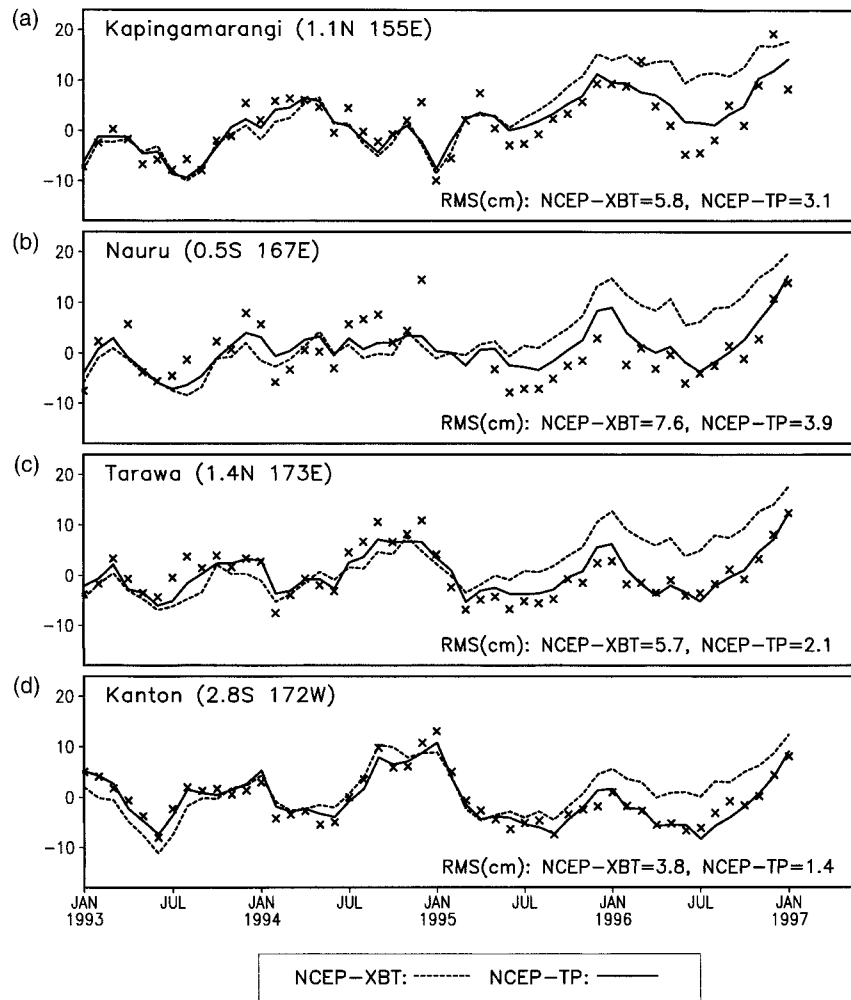 (a)
Kapingamarangi (1.1N 155E)
20
10
0
-10
RMS(cm): NCEP-XBT=5.8, NCEP-TP=3.1
(b)
Nauru (0.5S 167E)
20
10
0
-10
RMS(cm): NCEP-XBT=7.6, NCEP-TP=3.9
(c)
Tarawa (1.4N 173E)
20
10
0
-10
RMS(cm): NCEP-XBT=5.7, NCEP-TP=2.1
(d)
Kanton (2.8S 172W)
20
10
0
-10
RMS(cm): NCEP-XBT=3.8, NCEP-TP=1.4
JAN JUL JAN JUL JAN JUL JAN JUL JAN
1993 1994 1995 1996 1997
NCEP-XBT: NCEP-TP: